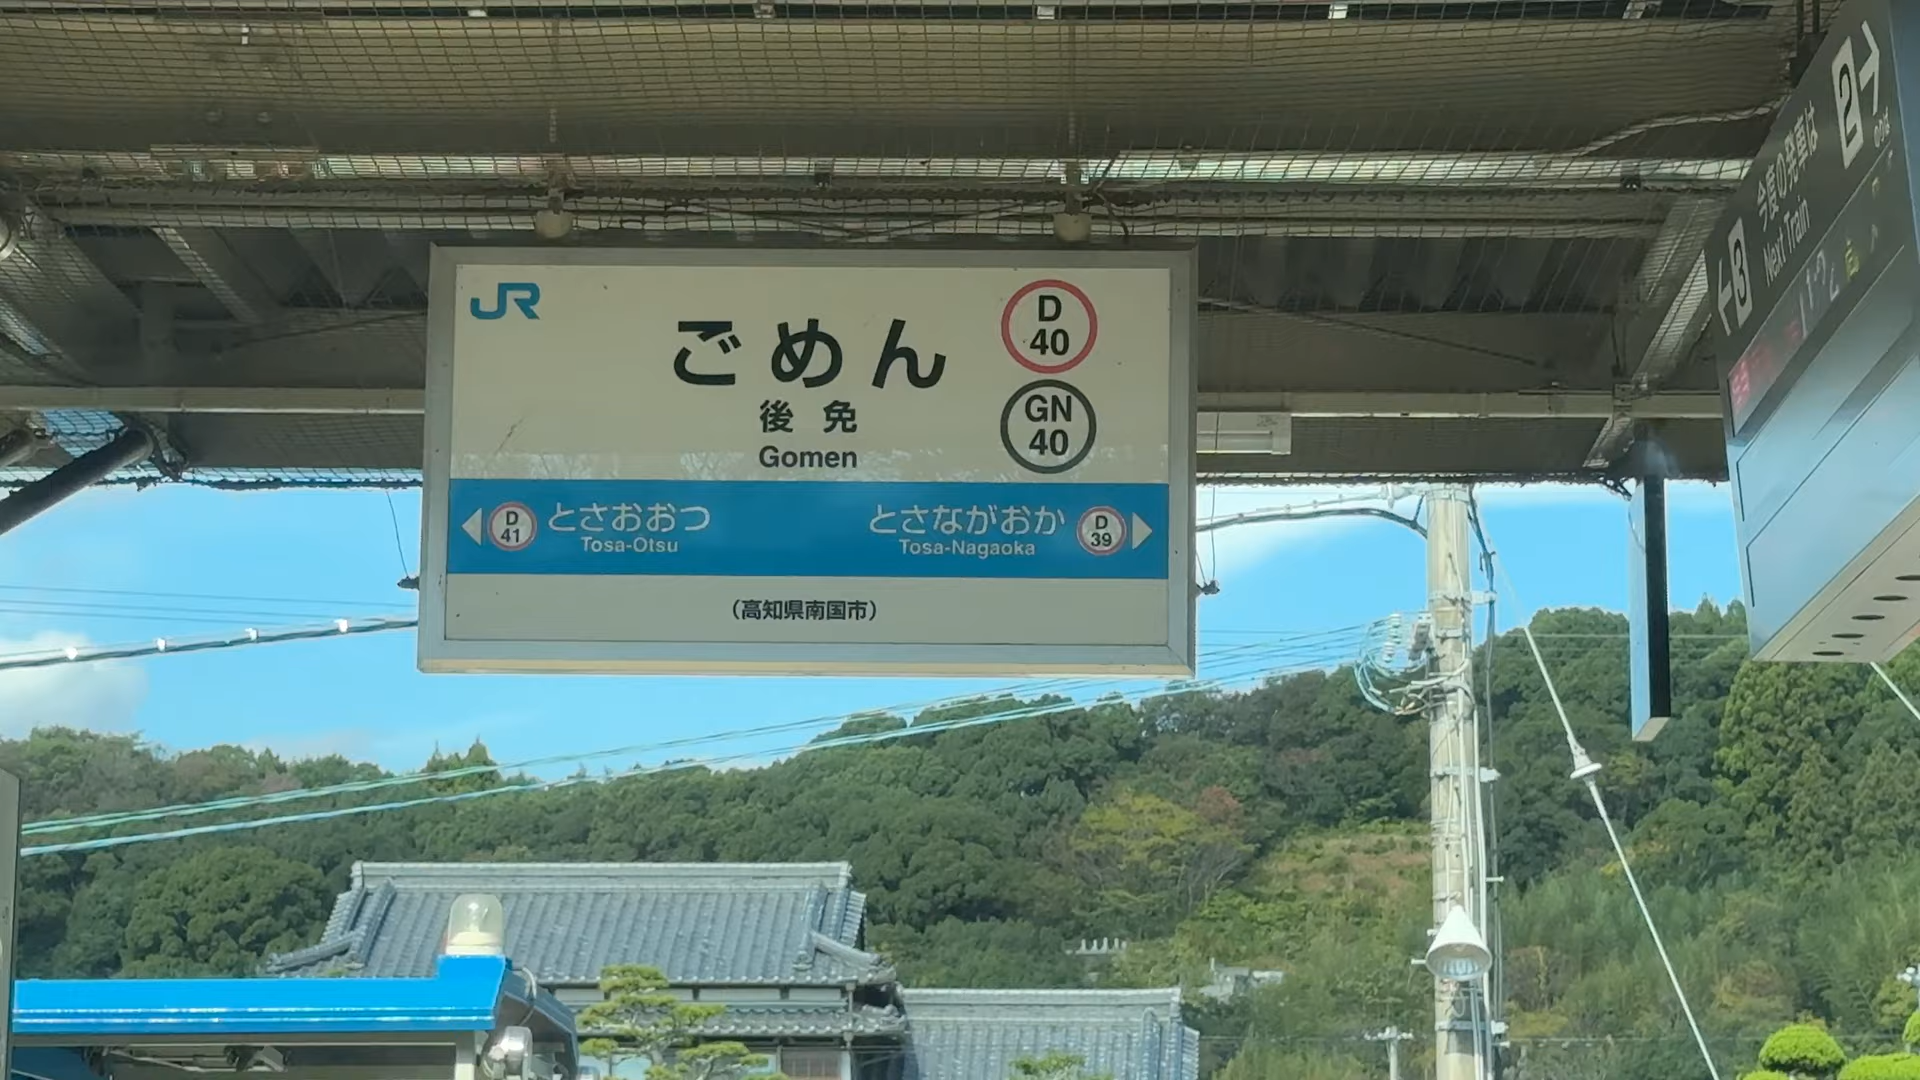 JR
ごめん
後免
Gomen
D
40
GN
40
D
41
とさおおつ
Tosa-Otsu
とさながおか
Tosa-Nagaoka
D
39
（高知県南国市）
←3
今度の発車は
Next Train
2→